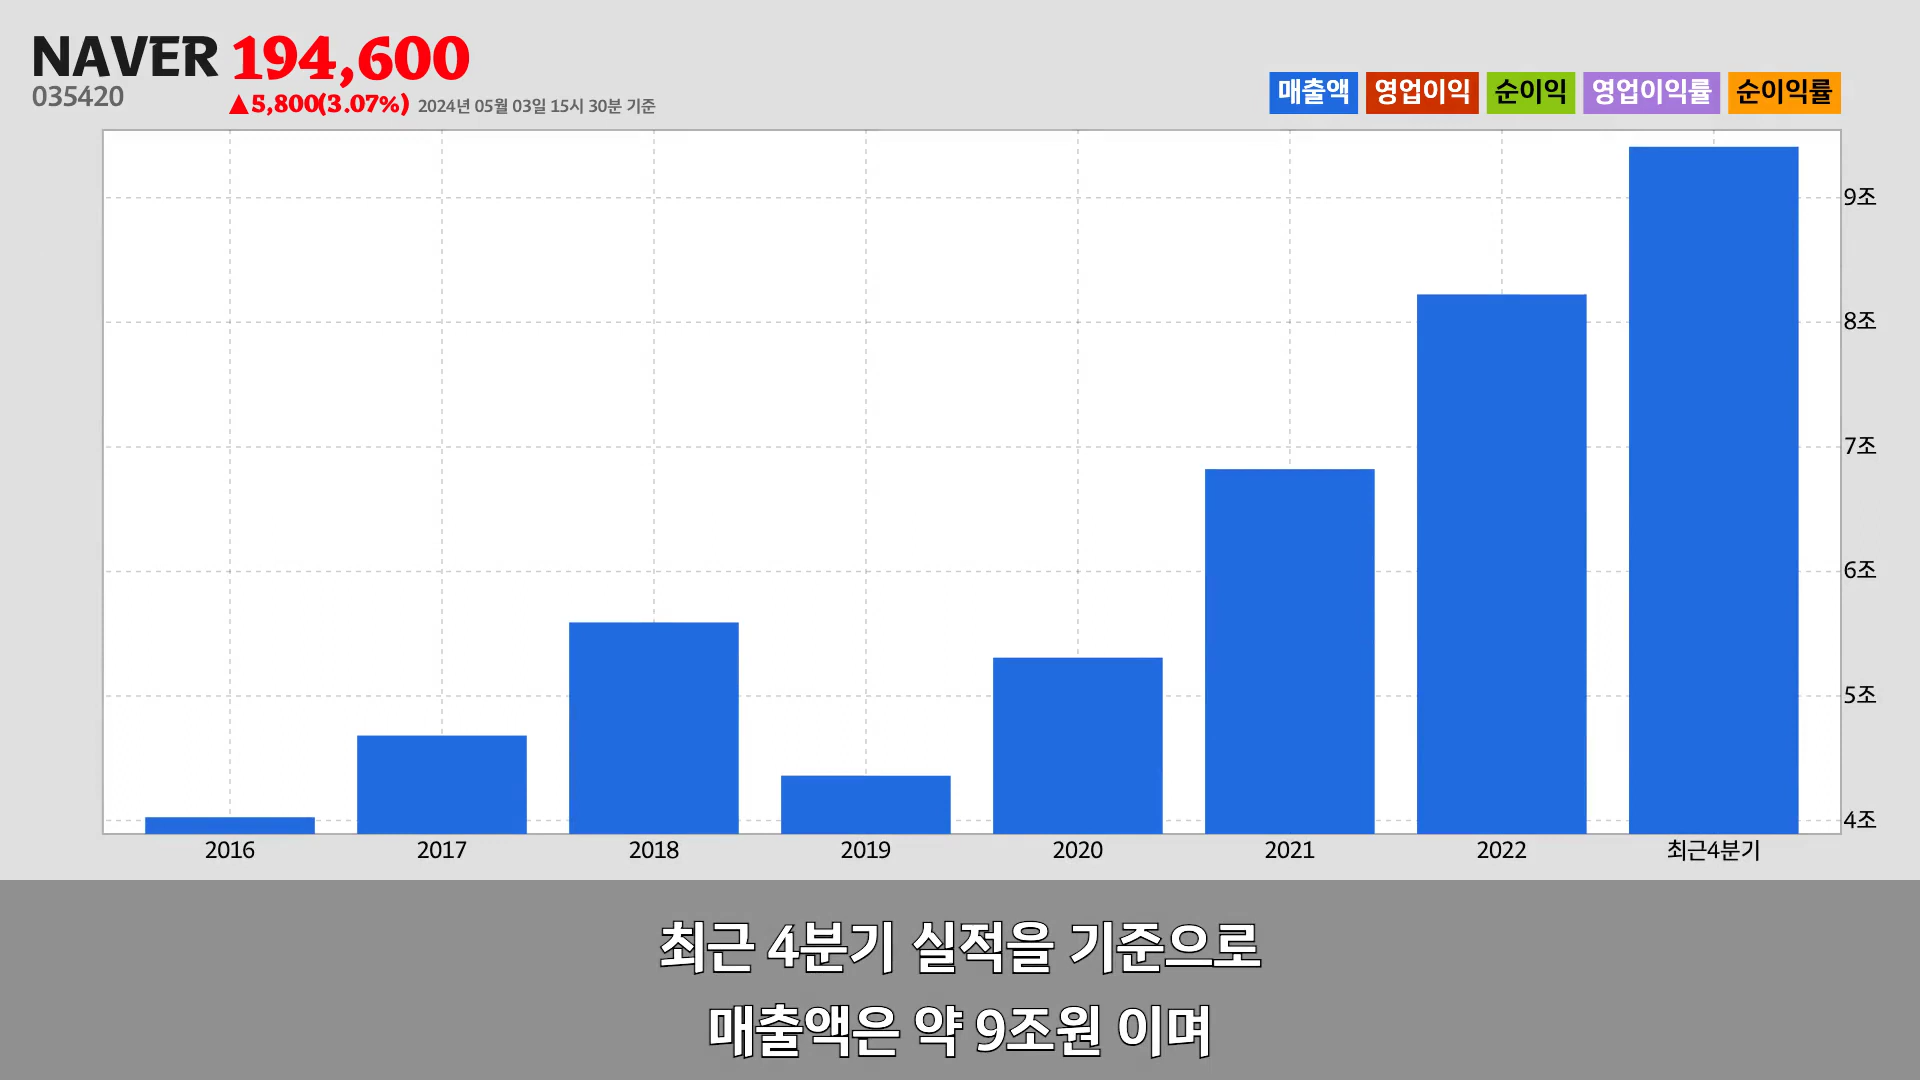 NAVER 194,600
035420
▲5,800(3.07%) 2024년 05월 03일 15시 30분 기준
매출액 영업이익 순이익 영업이익률 순이익률
9조
8조
7조
6조
5조
4조
2016 2017 2018 2019 2020 2021 2022 최근4분기
최근 4분기 실적을 기준으로
매출액은 약 9조원 이며